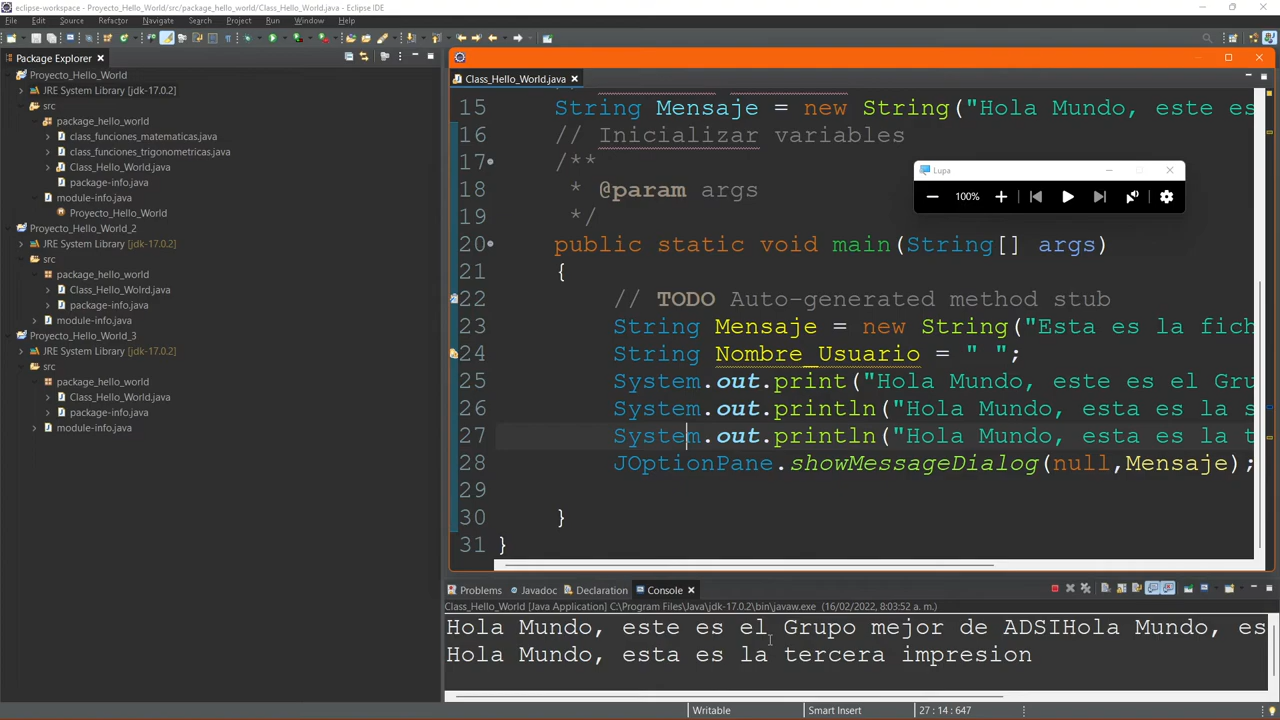 eclipse-workspace - Proyecto_Hello_World/src/package_hello_world/Class_Hello_World.java - Eclipse IDE
File Edit Source Refactor Navigate Search Project Run Window Help
Package Explorer
Proyecto_Hello_World
JRE System Library [jdk-17.0.2]
src
package_hello_world
class_funciones_matematicas.java
class_funciones_trigonometricas.java
Class_Hello_World.java
package-info.java
module-info.java
Proyecto_Hello_World
Proyecto_Hello_World_2
JRE System Library [jdk-17.0.2]
src
package_hello_world
Class_Hello_Wolrd.java
package-info.java
module-info.java
Proyecto_Hello_World_3
JRE System Library [jdk-17.0.2]
src
package_hello_world
Class_Hello_World.java
package-info.java
module-info.java
Class_Hello_World.java
15 String Mensaje = new String("Hola Mundo, este es
16 // Inicializar variables
17 /**
18 * @param args
19 */
20 public static void main(String[] args)
21 {
22 // TODO Auto-generated method stub
23 String Mensaje = new String("Esta es la fich
24 String Nombre_Usuario = " ";
25 System.out.print("Hola Mundo, este es el Gru
26 System.out.println("Hola Mundo, esta es la s
27 System.out.println("Hola Mundo, esta es la t
28 JOptionPane.showMessageDialog(null,Mensaje);
29
30 }
31 }
Lupa
100%
Problems Javadoc Declaration Console
Class_Hello_World [Java Application] C:\Program Files\Java\jdk-17.0.2\bin\javaw.exe (16/02/2022, 8:03:52 a. m.)
Hola Mundo, este es el Grupo mejor de ADSIHola Mundo, es
Hola Mundo, esta es la tercera impresion
Writable Smart Insert 27 : 14 : 647